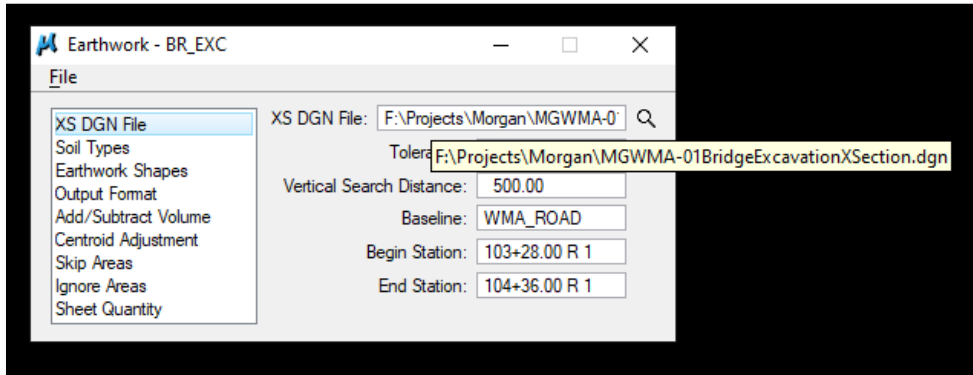 Earthwork - BR_EXC
File
XS DGN File
Soil Types
Earthwork Shapes
Output Format
Add/Subtract Volume
Centroid Adjustment
Skip Areas
Ignore Areas
Sheet Quantity
XS DGN File: F:\Projects\Morgan\MGWMA-0
Tolera
F:\Projects\Morgan\MGWMA-01BridgeExcavationXSection.dgn
Vertical Search Distance: 500.00
Baseline: WMA_ROAD
Begin Station: 103+28.00 R 1
End Station: 104+36.00 R 1